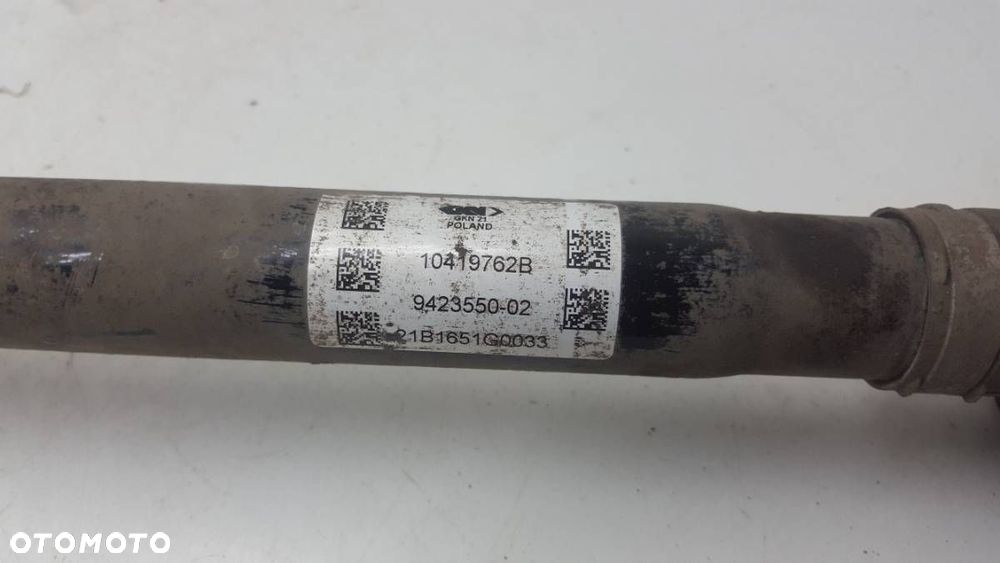 GKN
GKN 21
POLAND
10419762B
9423550-02
21B1651G0033
OTOMOTO